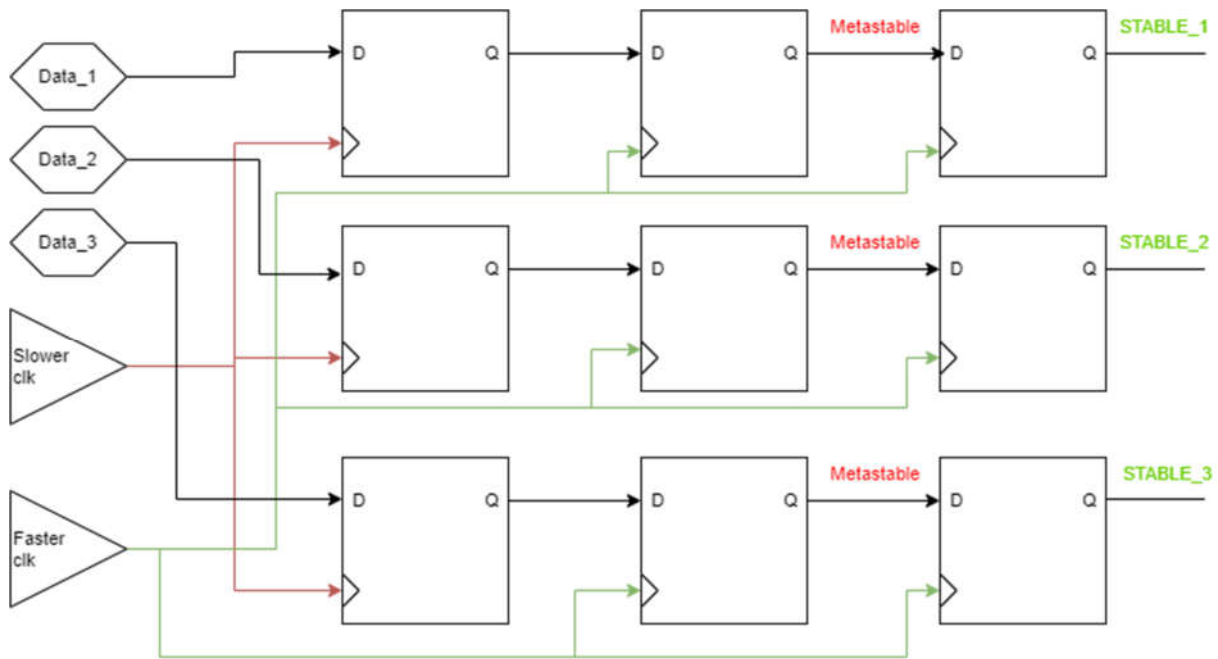 Metastable
STABLE_1
Data_1
D
Q
D
Q
D
Q
Data_2
Data_3
Metastable
STABLE_2
D
Q
D
Q
D
Q
Slower
clk
Metastable
STABLE_3
D
Q
D
Q
D
Q
Faster
clk